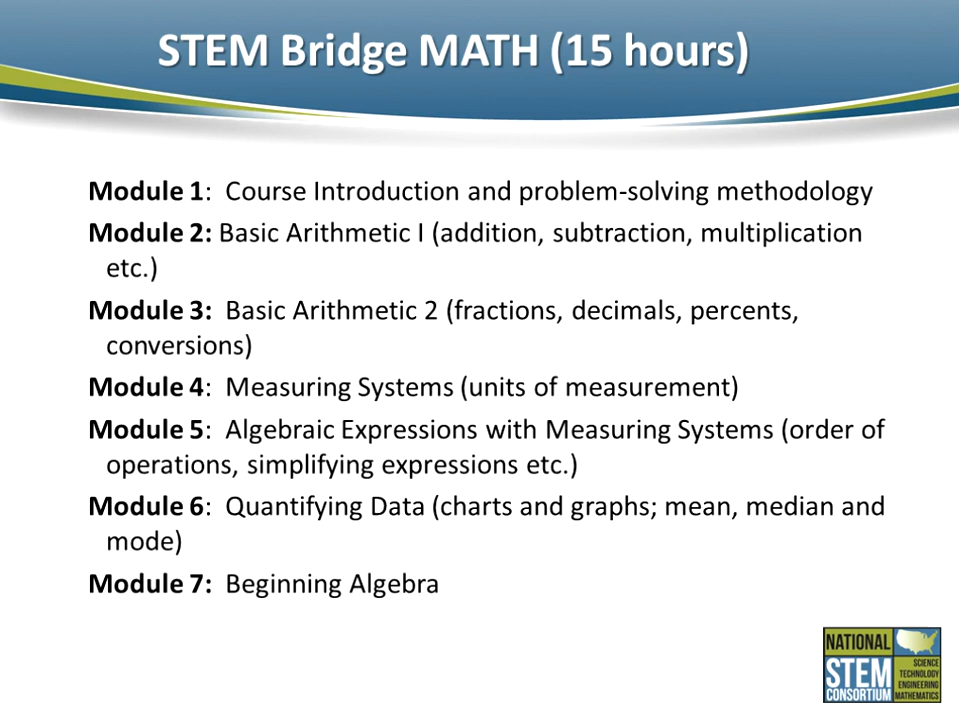 STEM Bridge MATH (15 hours)
Module 1:  Course Introduction and problem-solving methodology
Module 2: Basic Arithmetic I (addition, subtraction, multiplication
etc.)
Module 3:  Basic Arithmetic 2 (fractions, decimals, percents,
conversions)
Module 4:  Measuring Systems (units of measurement)
Module 5:  Algebraic Expressions with Measuring Systems (order of
operations, simplifying expressions etc.)
Module 6:  Quantifying Data (charts and graphs; mean, median and
mode)
Module 7:  Beginning Algebra
NATIONAL
STEM
CONSORTIUM
SCIENCE
TECHNOLOGY
ENGINEERING
MATHEMATICS